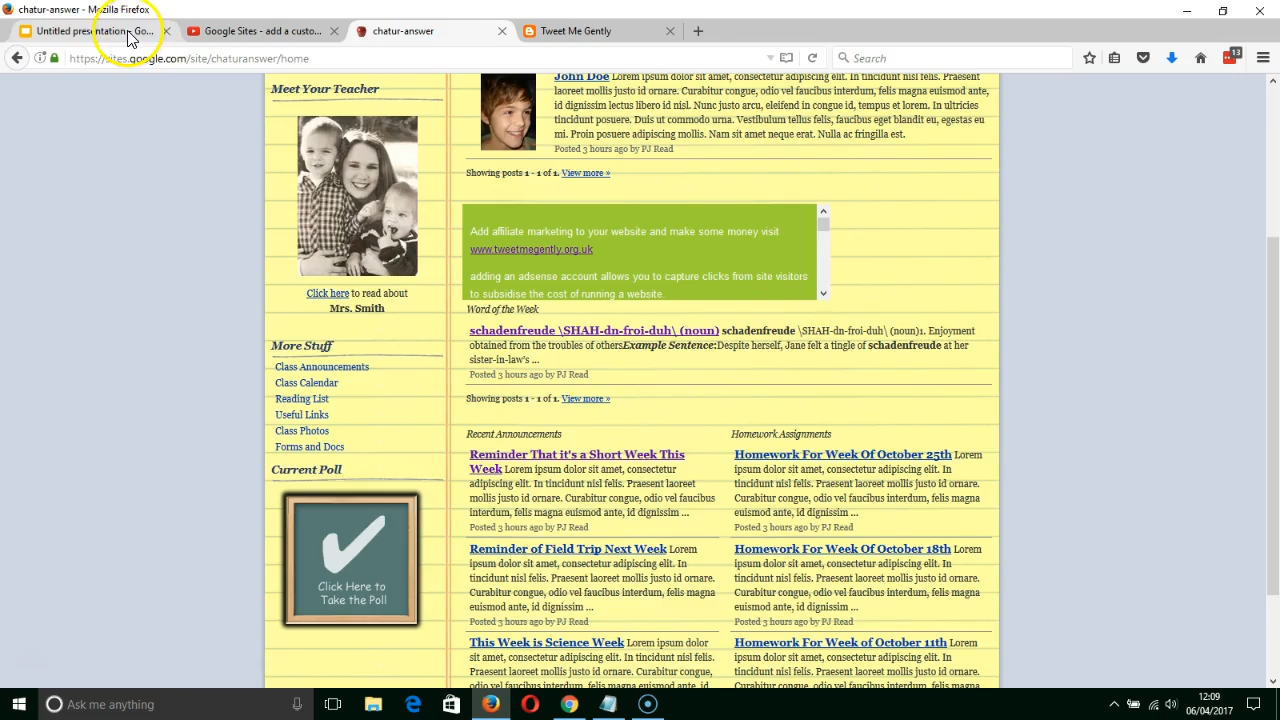 chatur-answer - Mozilla Firefox
Untitled presentation - Go...
Google Sites - add a custo...
chatur-answer
Tweet Me Gently
https://sites.google.com/site/chaturanswer/home
Search
13
Meet Your Teacher
Click here to read about
Mrs. Smith
More Stuff
Class Announcements
Class Calendar
Reading List
Useful Links
Class Photos
Forms and Docs
Current Poll
Click Here to
Take the Poll
John Doe Lorem ipsum dolor sit amet, consectetur adipiscing elit. In tincidunt nisl felis. Praesent
laoreet mollis justo id ornare. Curabitur congue, odio vel faucibus interdum, felis magna euismod ante,
id dignissim lectus libero id nisl. Nunc justo arcu, eleifend in congue id, tempus et lorem. In ultricies
tincidunt posuere. Duis ut commodo urna. Vestibulum tellus felis, faucibus eget blandit eu, egestas eu
mi. Proin posuere adipiscing mollis. Nam sit amet neque erat. Nulla ac fringilla est.
Posted 3 hours ago by PJ Read
Showing posts 1 - 1 of 1. View more »
Add affiliate marketing to your website and make some money visit
www.tweetmegently.org.uk
adding an adsense account allows you to capture clicks from site visitors
to subsidise the cost of running a website.
Word of the Week
schadenfreude \SHAH-dn-froi-duh\ (noun) schadenfreude \SHAH-dn-froi-duh\ (noun)1. Enjoyment
obtained from the troubles of othersExample Sentence:Despite herself, Jane felt a tingle of schadenfreude at her
sister-in-law's ...
Posted 3 hours ago by PJ Read
Showing posts 1 - 1 of 1. View more »
Recent Announcements
Reminder That it's a Short Week This
Week Lorem ipsum dolor sit amet, consectetur
adipiscing elit. In tincidunt nisl felis. Praesent
laoreet mollis justo id ornare. Curabitur congue,
odio vel faucibus interdum, felis magna
euismod ante, id dignissim ...
Posted 3 hours ago by PJ Read
Reminder of Field Trip Next Week Lorem
ipsum dolor sit amet, consectetur adipiscing
elit. In tincidunt nisl felis. Praesent laoreet
mollis justo id ornare. Curabitur congue, odio
vel faucibus interdum, felis magna euismod
ante, id dignissim ...
Posted 3 hours ago by PJ Read
This Week is Science Week Lorem ipsum dolor
sit amet, consectetur adipiscing elit. In
tincidunt nisl felis. Praesent laoreet mollis
Homework Assignments
Homework For Week Of October 25th Lorem
ipsum dolor sit amet, consectetur adipiscing
elit. In tincidunt nisl felis. Praesent laoreet
mollis justo id ornare. Curabitur congue, odio
vel faucibus interdum, felis magna euismod
ante, id dignissim ...
Posted 3 hours ago by PJ Read
Homework For Week Of October 18th Lorem
ipsum dolor sit amet, consectetur adipiscing
elit. In tincidunt nisl felis. Praesent laoreet
mollis justo id ornare. Curabitur congue, odio
vel faucibus interdum, felis magna euismod
ante, id dignissim ...
Posted 3 hours ago by PJ Read
Homework For Week of October 11th Lorem
ipsum dolor sit amet, consectetur adipiscing
elit. In tincidunt nisl felis. Praesent laoreet
Ask me anything
12:09
06/04/2017